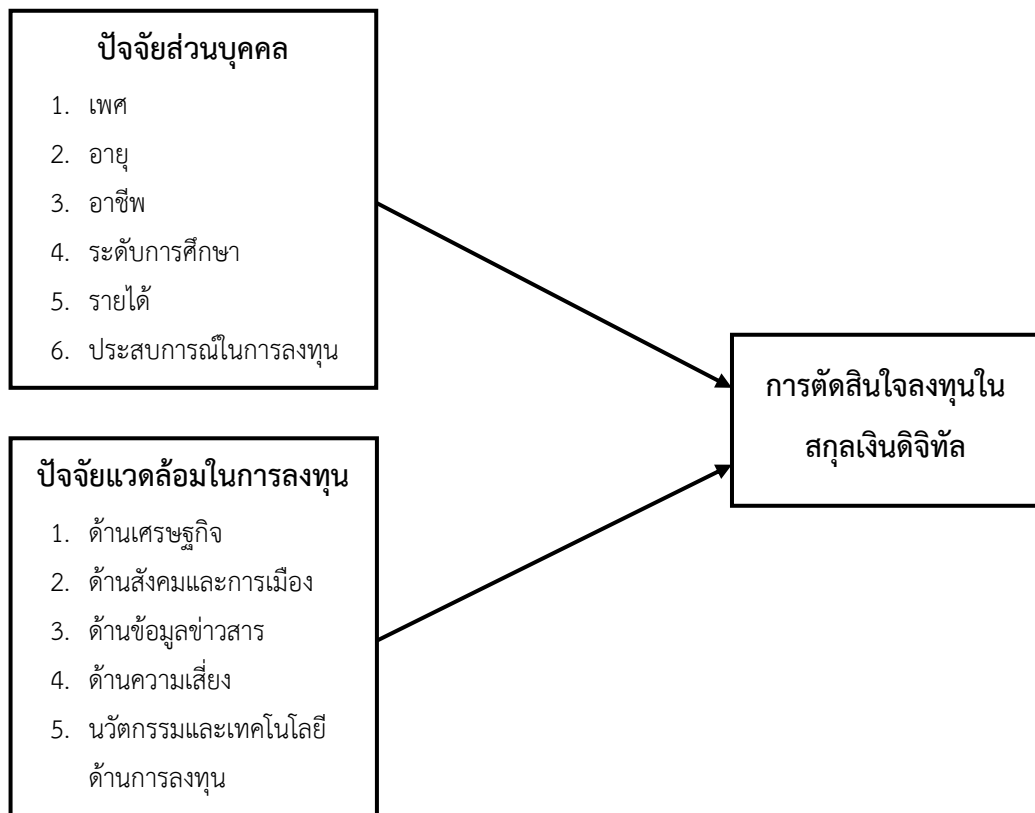 ปัจจัยส่วนบุคคล
1. เพศ
2. อายุ
3. อาชีพ
4. ระดับการศึกษา
5. รายได้
6. ประสบการณ์ในการลงทุน
ปัจจัยแวดล้อมในการลงทุน
1. ด้านเศรษฐกิจ
2. ด้านสังคมและการเมือง
3. ด้านข้อมูลข่าวสาร
4. ด้านความเสี่ยง
5. นวัตกรรมและเทคโนโลยี
ด้านการลงทุน
การตัดสินใจลงทุนใน
สกุลเงินดิจิทัล